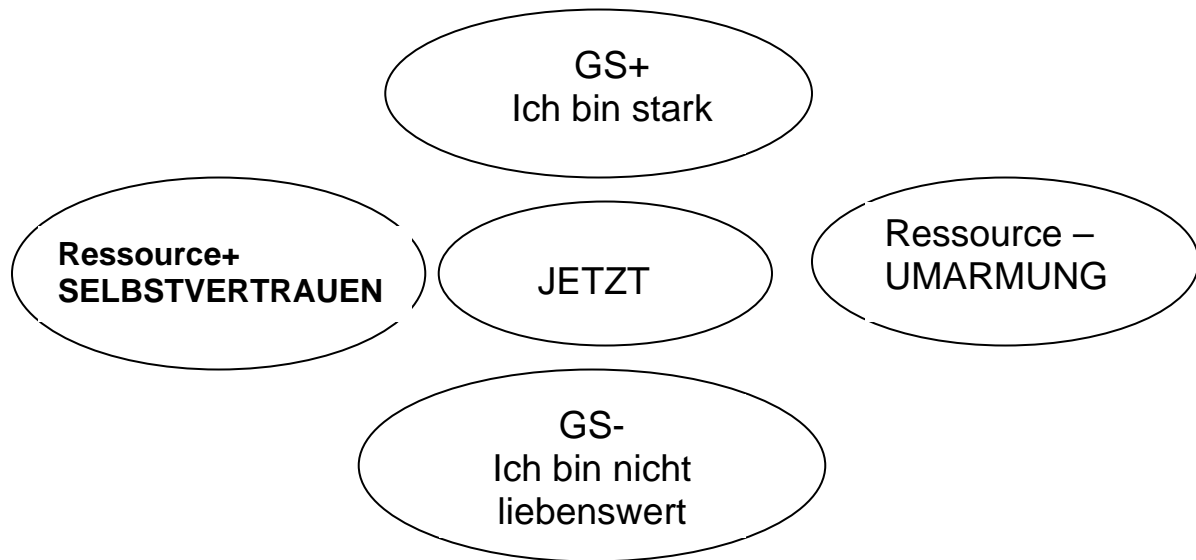 GS+
Ich bin stark
Ressource+
SELBSTVERTRAUEN
JETZT
Ressource –
UMARMUNG
GS-
Ich bin nicht
liebenswert